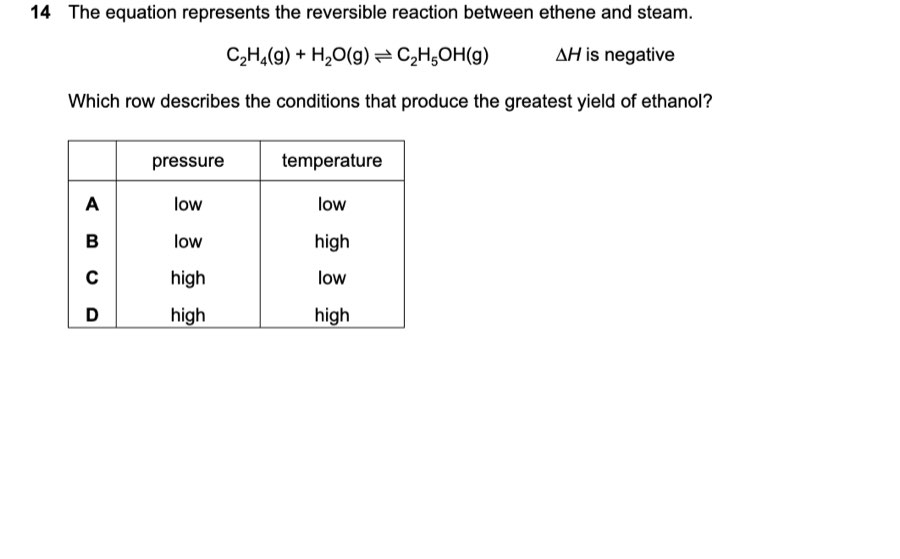 14 The equation represents the reversible reaction between ethene and steam.
C₂H₄(g) + H₂O(g) ⇌ C₂H₅OH(g) ΔH is negative
Which row describes the conditions that produce the greatest yield of ethanol?
pressure temperature
A low low
B low high
C high low
D high high